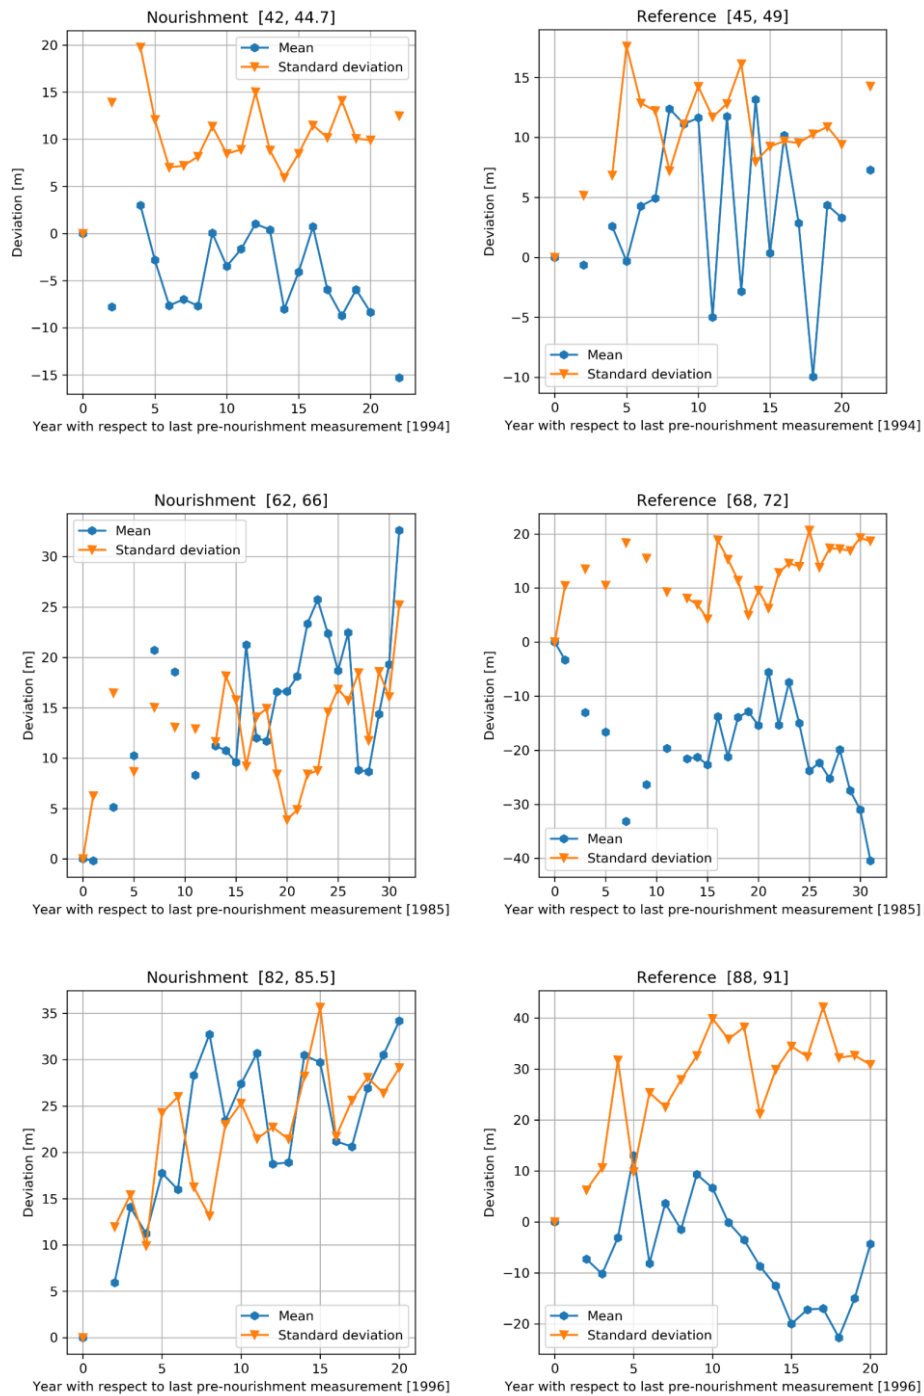 Nourishment [42, 44.7]
Deviation [m]
20
15
10
5
0
−5
−10
−15
Mean
Standard deviation
0 5 10 15 20
Year with respect to last pre-nourishment measurement [1994]
Reference [45, 49]
Deviation [m]
15
10
5
0
−5
−10
Mean
Standard deviation
0 5 10 15 20
Year with respect to last pre-nourishment measurement [1994]
Nourishment [62, 66]
Deviation [m]
30
25
20
15
10
5
0
Mean
Standard deviation
0 5 10 15 20 25 30
Year with respect to last pre-nourishment measurement [1985]
Reference [68, 72]
Deviation [m]
20
10
0
−10
−20
−30
−40
Mean
Standard deviation
0 5 10 15 20 25 30
Year with respect to last pre-nourishment measurement [1985]
Nourishment [82, 85.5]
Deviation [m]
35
30
25
20
15
10
5
0
Mean
Standard deviation
0 5 10 15 20
Year with respect to last pre-nourishment measurement [1996]
Reference [88, 91]
Deviation [m]
40
30
20
10
0
−10
−20
Mean
Standard deviation
0 5 10 15 20
Year with respect to last pre-nourishment measurement [1996]